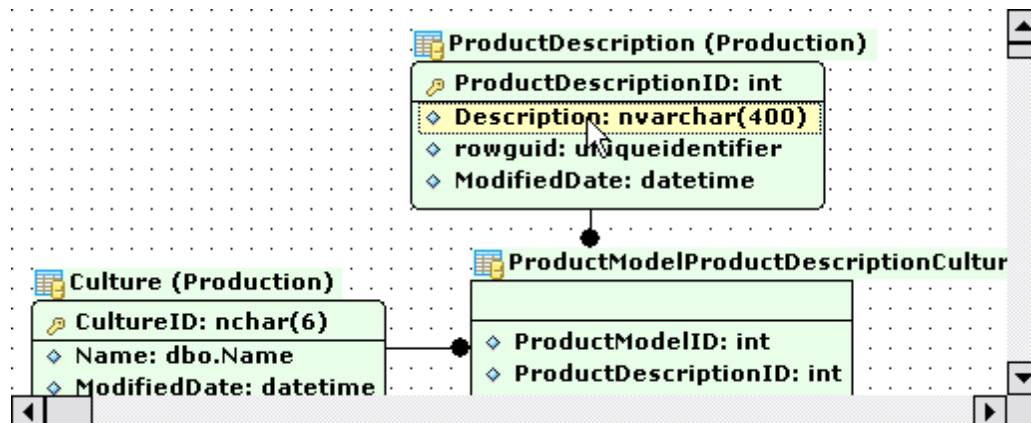 ProductDescription (Production)
ProductDescriptionID: int
Description: nvarchar(400)
rowguid: uniqueidentifier
ModifiedDate: datetime
ProductModelProductDescriptionCultur
Culture (Production)
CultureID: nchar(6)
Name: dbo.Name
ModifiedDate: datetime
ProductModelID: int
ProductDescriptionID: int